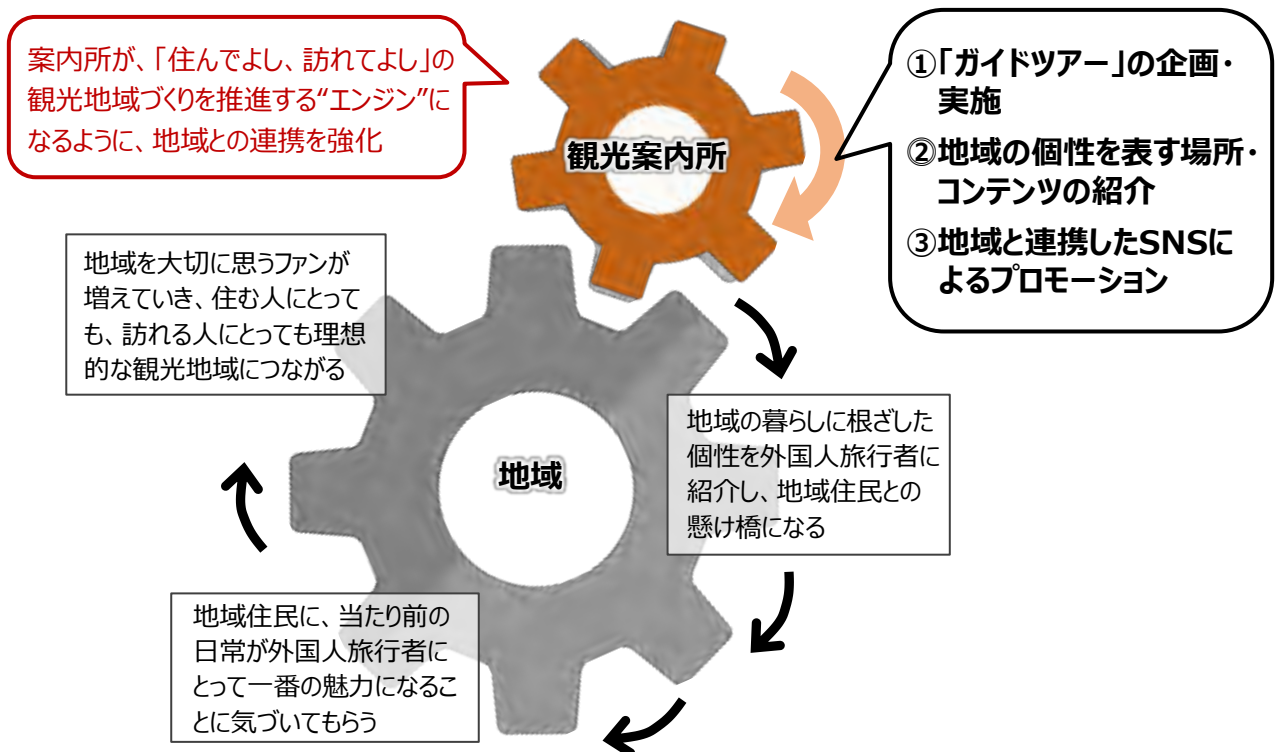 案内所が、「住んでよし、訪れてよし」の
観光地域づくりを推進する“エンジン”に
なるように、地域との連携を強化
観光案内所
①「ガイドツアー」の企画・
実施
②地域の個性を表す場所・
コンテンツの紹介
③地域と連携したSNSに
よるプロモーション
地域を大切に思うファンが
増えていき、住む人にとって
も、訪れる人にとっても理想
的な観光地域につながる
地域
地域の暮らしに根ざした
個性を外国人旅行者に
紹介し、地域住民との
懸け橋になる
地域住民に、当たり前の
日常が外国人旅行者に
とって一番の魅力になるこ
とに気づいてもらう